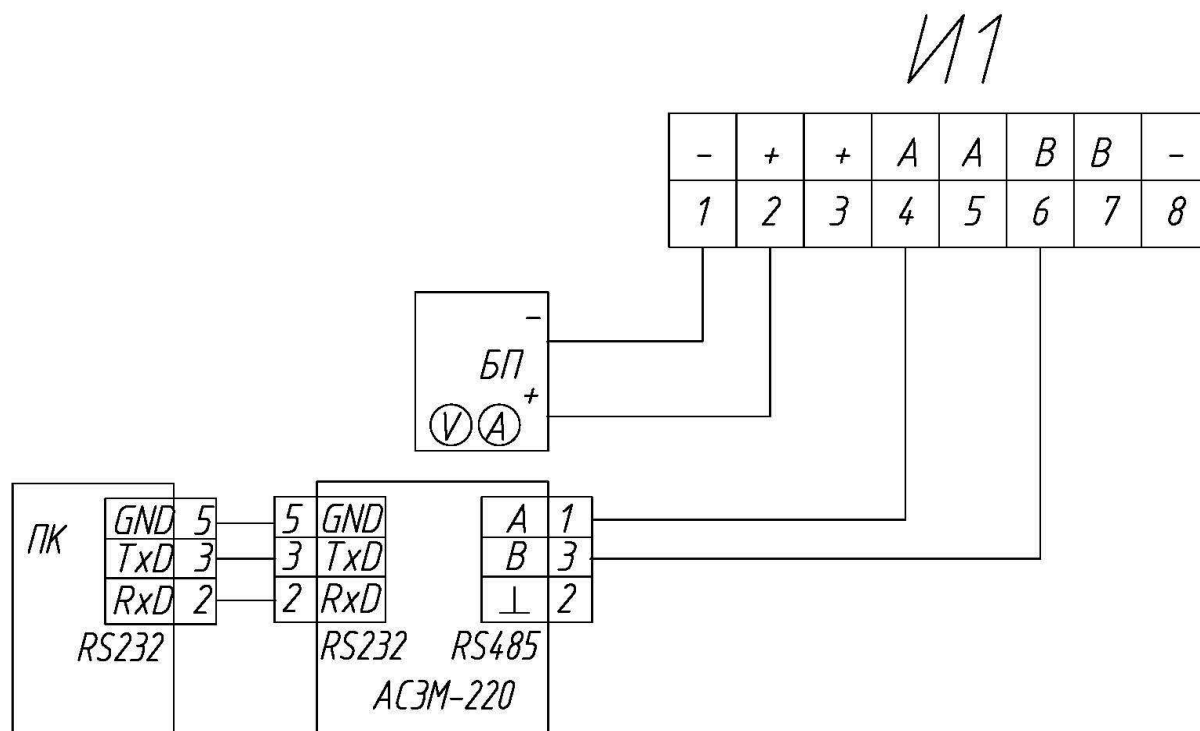 И1
- + + A A B B -
1 2 3 4 5 6 7 8
-
БП
+
V A
ПК
GND 5
TxD 3
RxD 2
RS232
5 GND
3 TxD
2 RxD
RS232
A 1
B 3
⊥ 2
RS485
АСЗМ-220